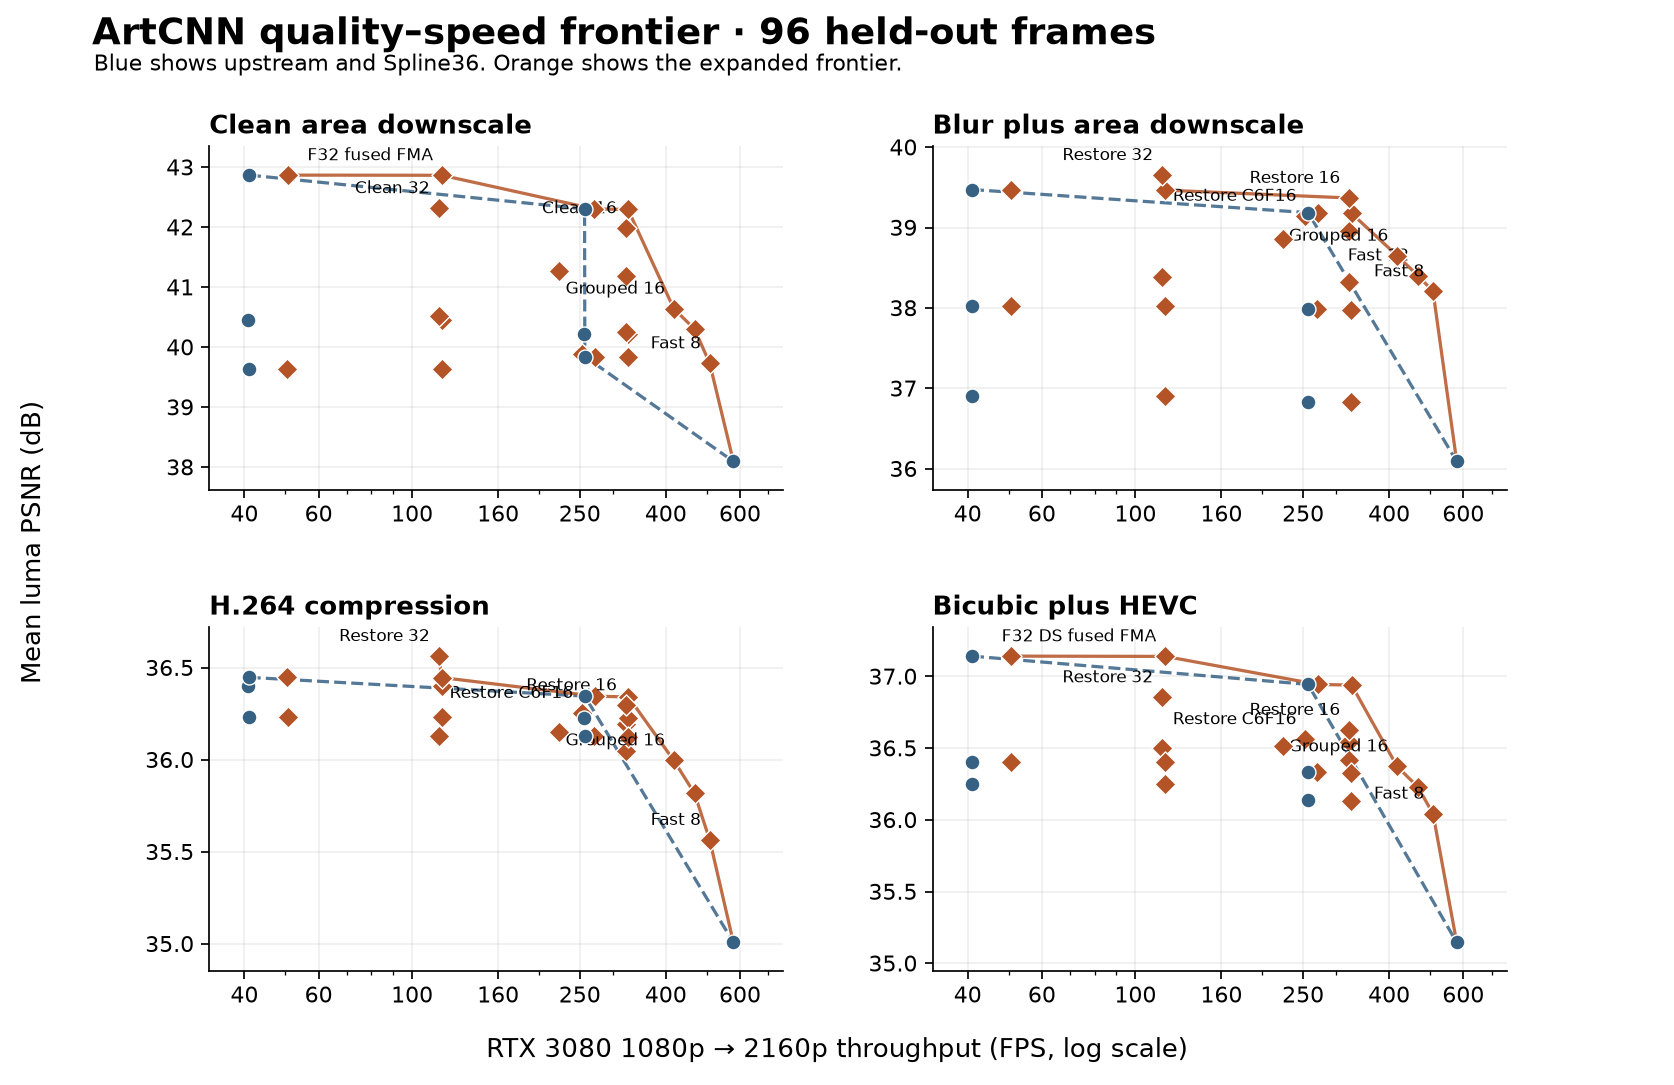 ArtCNN quality–speed frontier · 96 held-out frames
Blue shows upstream and Spline36. Orange shows the expanded frontier.
Mean luma PSNR (dB)
Clean area downscale
43
42
41
40
39
38
F32 fused FMA
Clean 32
Clean 16
Grouped 16
Fast 8
40
60
100
160
250
400
600
Blur plus area downscale
40
39
38
37
36
Restore 32
Restore 16
Restore C6F16
Grouped 16
Fast
Fast 8
40
60
100
160
250
400
600
H.264 compression
36.5
36.0
35.5
35.0
Restore 32
Restore 16
Restore C6F16
Grouped 16
Fast 8
40
60
100
160
250
400
600
Bicubic plus HEVC
37.0
36.5
36.0
35.5
35.0
F32 DS fused FMA
Restore 32
Restore 16
Restore C6F16
Grouped 16
Fast 8
40
60
100
160
250
400
600
RTX 3080 1080p → 2160p throughput (FPS, log scale)